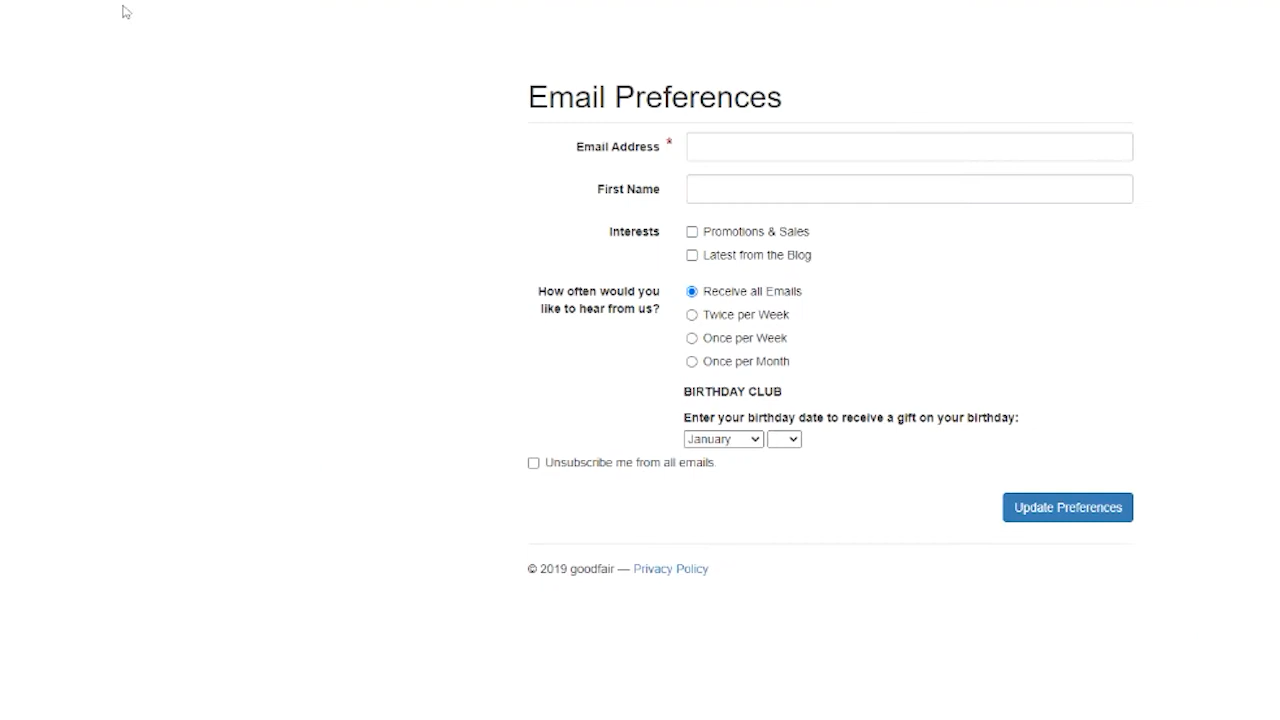 Email Preferences
Email Address *
First Name
Interests
Promotions & Sales
Latest from the Blog
How often would you
like to hear from us?
Receive all Emails
Twice per Week
Once per Week
Once per Month
BIRTHDAY CLUB
Enter your birthday date to receive a gift on your birthday:
January
Unsubscribe me from all emails.
Update Preferences
© 2019 goodfair — Privacy Policy